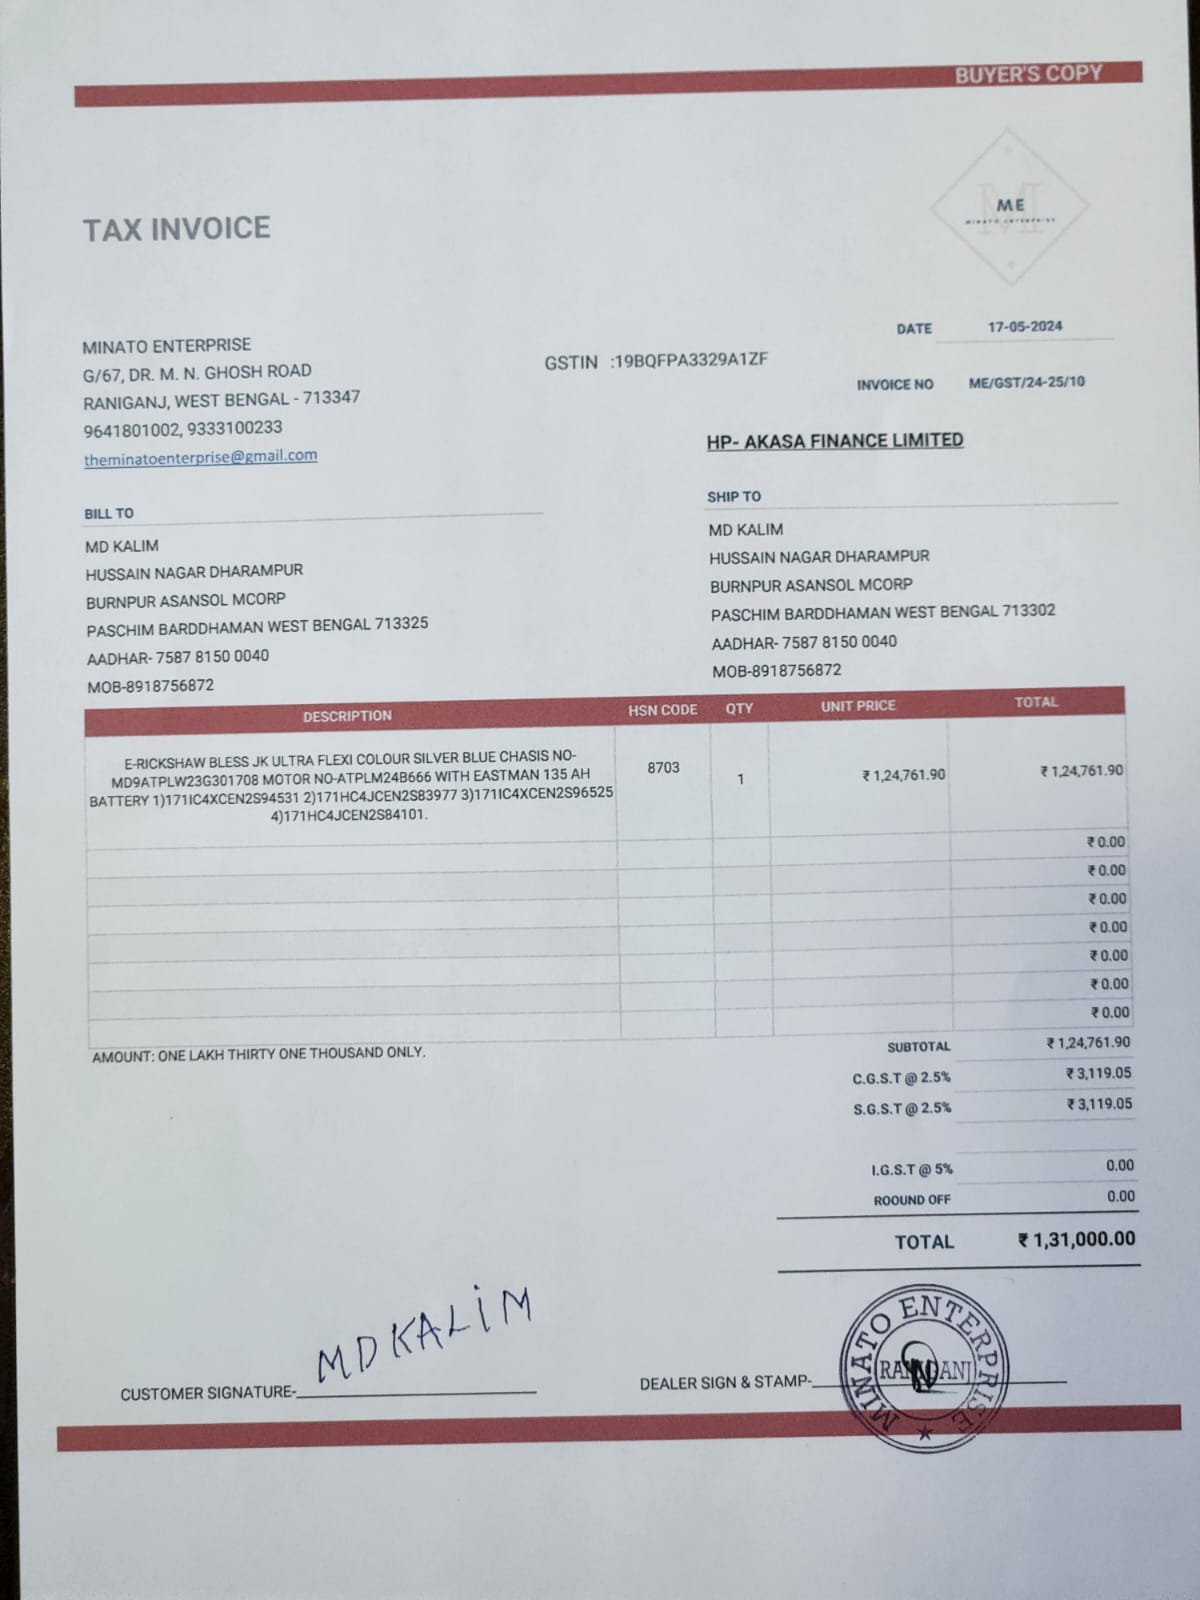 BUYER'S COPY
ME
MINATO ENTERPRISE
TAX INVOICE
DATE 17-05-2024
MINATO ENTERPRISE
G/67, DR. M. N. GHOSH ROAD
RANIGANJ, WEST BENGAL - 713347
9641801002, 9333100233
theminatoenterprise@gmail.com
GSTIN :19BQFPA3329A1ZF
INVOICE NO ME/GST/24-25/10
HP- AKASA FINANCE LIMITED
BILL TO
MD KALIM
HUSSAIN NAGAR DHARAMPUR
BURNPUR ASANSOL MCORP
PASCHIM BARDDHAMAN WEST BENGAL 713325
AADHAR- 7587 8150 0040
MOB-8918756872
SHIP TO
MD KALIM
HUSSAIN NAGAR DHARAMPUR
BURNPUR ASANSOL MCORP
PASCHIM BARDDHAMAN WEST BENGAL 713302
AADHAR- 7587 8150 0040
MOB-8918756872
DESCRIPTION HSN CODE QTY UNIT PRICE TOTAL
E-RICKSHAW BLESS JK ULTRA FLEXI COLOUR SILVER BLUE CHASIS NO-
MD9ATPLW23G301708 MOTOR NO-ATPLM24B666 WITH EASTMAN 135 AH
BATTERY 1)171IC4XCEN2S94531 2)171HC4JCEN2S83977 3)171IC4XCEN2S96525
4)171HC4JCEN2S84101.
8703 1 ₹ 1,24,761.90 ₹ 1,24,761.90
₹ 0.00
₹ 0.00
₹ 0.00
₹ 0.00
₹ 0.00
₹ 0.00
₹ 0.00
AMOUNT: ONE LAKH THIRTY ONE THOUSAND ONLY.
SUBTOTAL ₹ 1,24,761.90
C.G.S.T @ 2.5% ₹ 3,119.05
S.G.S.T @ 2.5% ₹ 3,119.05
I.G.S.T @ 5% 0.00
ROOUND OFF 0.00
TOTAL ₹ 1,31,000.00
MD KALIM
CUSTOMER SIGNATURE-
DEALER SIGN & STAMP-
MINATO ENTERPRISE